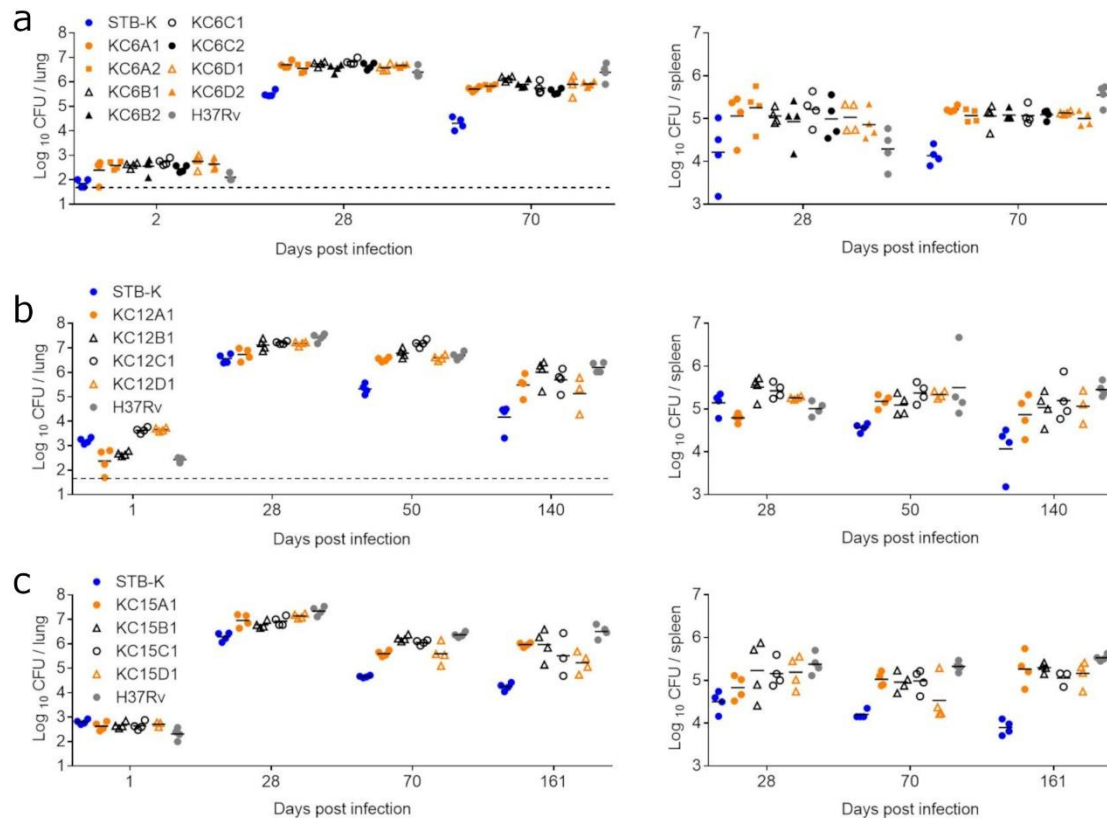 a
STB-K KC6C1
KC6A1 KC6C2
KC6A2 KC6D1
KC6B1 KC6D2
KC6B2 H37Rv
Log 10 CFU / lung
8
7
6
5
4
3
2
1
2 28 70
Days post infection
Log 10 CFU / spleen
7
6
5
4
3
28 70
Days post infection
b
STB-K
KC12A1
KC12B1
KC12C1
KC12D1
H37Rv
Log 10 CFU / lung
8
7
6
5
4
3
2
1
1 28 50 140
Days post infection
Log 10 CFU / spleen
7
6
5
4
3
28 50 140
Days post infection
c
STB-K
KC15A1
KC15B1
KC15C1
KC15D1
H37Rv
Log 10 CFU / lung
8
7
6
5
4
3
2
1
1 28 70 161
Days post infection
Log 10 CFU / spleen
7
6
5
4
3
28 70 161
Days post infection